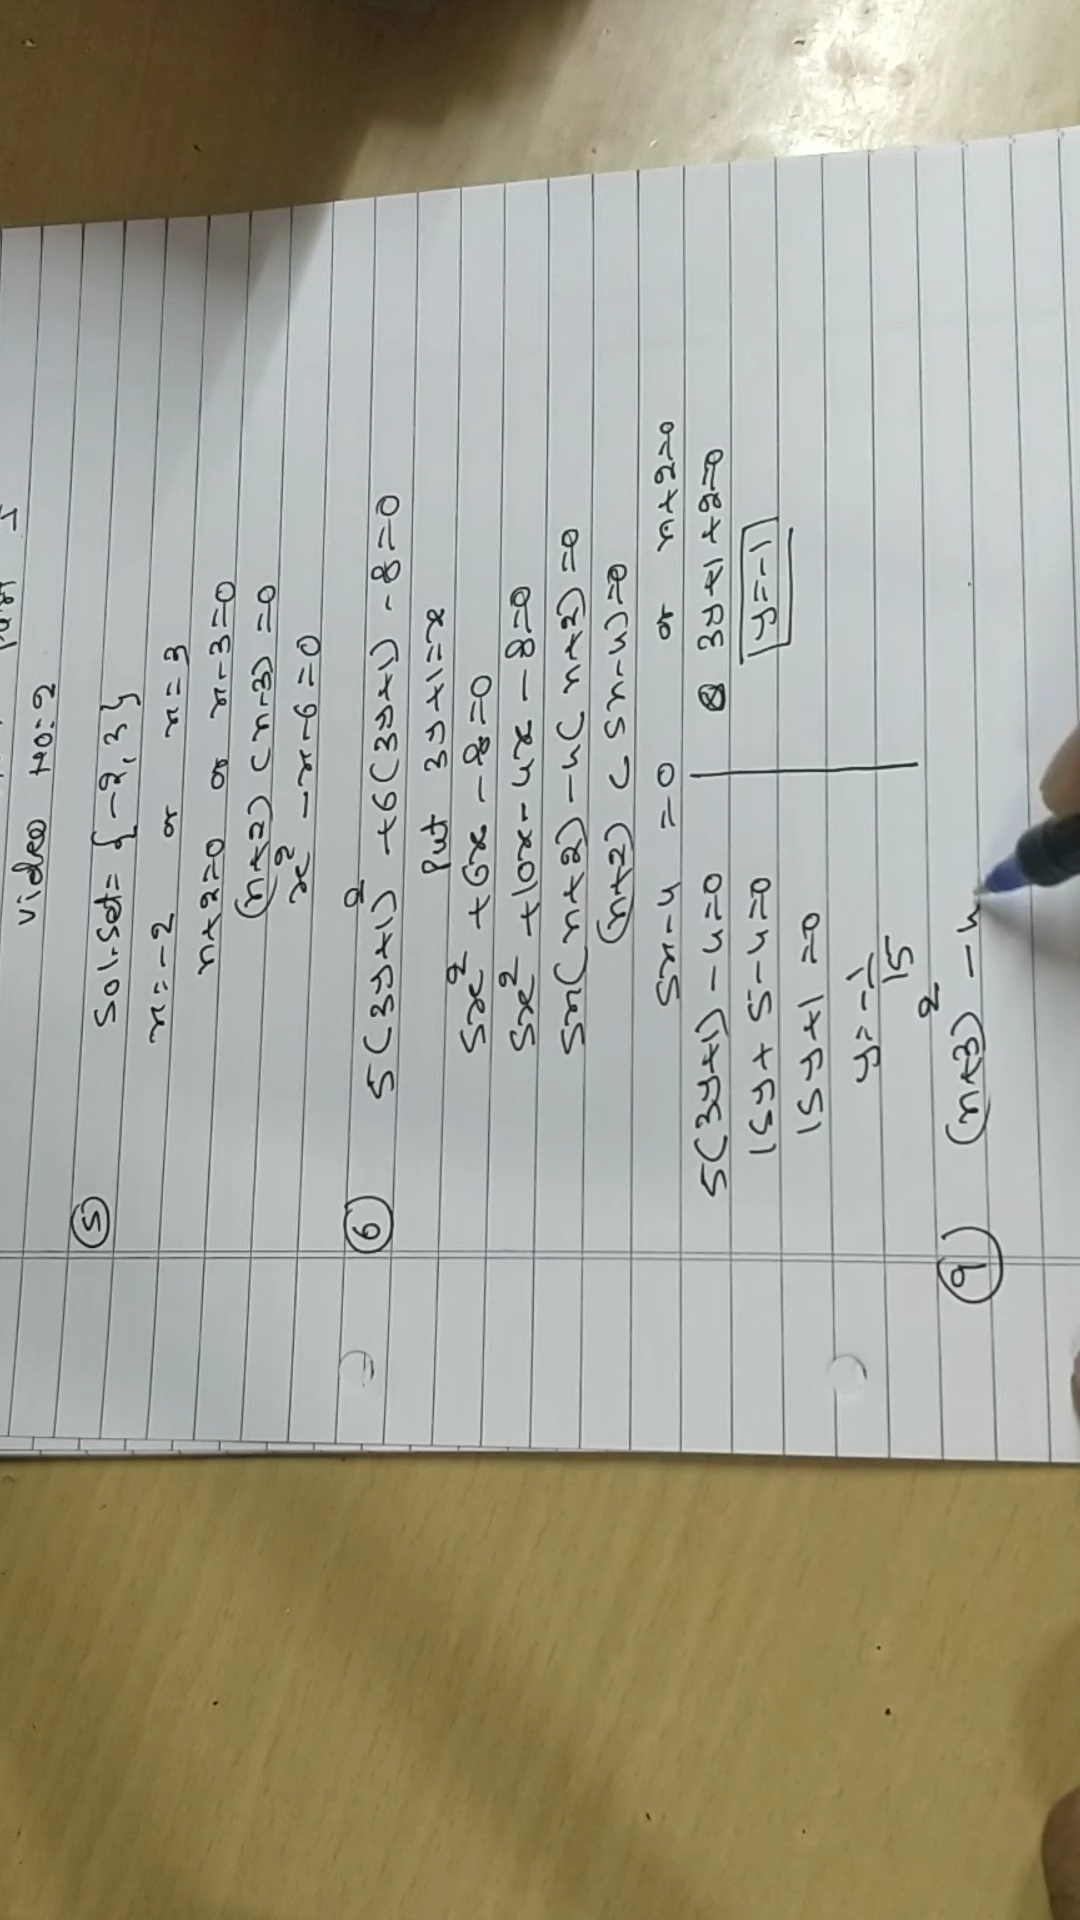 video No: 2
⑤ Sol. Set = { -2, 3 }
x = -2 or x = 3
x+2=0 or x-3=0
(x+2) (x-3) =0
x² - x - 6 = 0
⑥ 5(3y+1)² +6(3y+1) -8=0
Put 3y+1=x
5x² +6x -8=0
5x² +10x-4x -8=0
5x(x+2) -4(x+2) =0
(x+2) (5x-4)=0
5x-4 =0 or x+2=0
5(3y+1) -4=0 3y+1+2=0
15y+5-4=0 y=-1
15y+1 =0
y=-1/15
(x+3)² -4